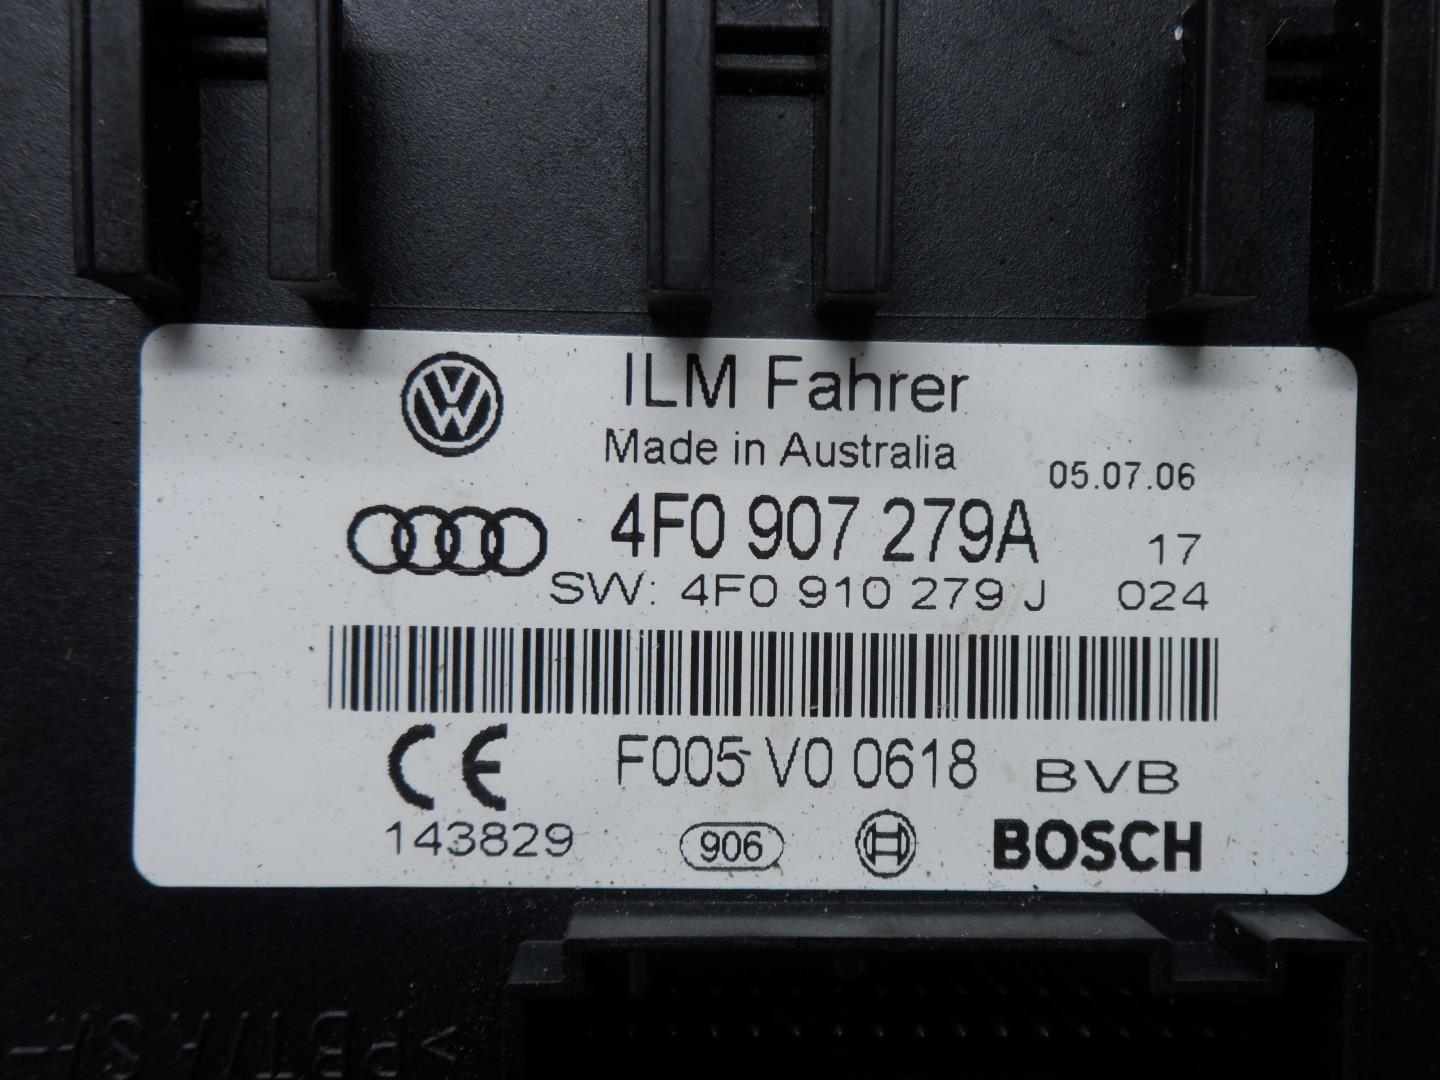 ILM Fahrer
Made in Australia
05.07.06
4F0 907 279A
17
SW: 4F0 910 279 J
024
CE
F005 V0 0618
BVB
143829
906
BOSCH